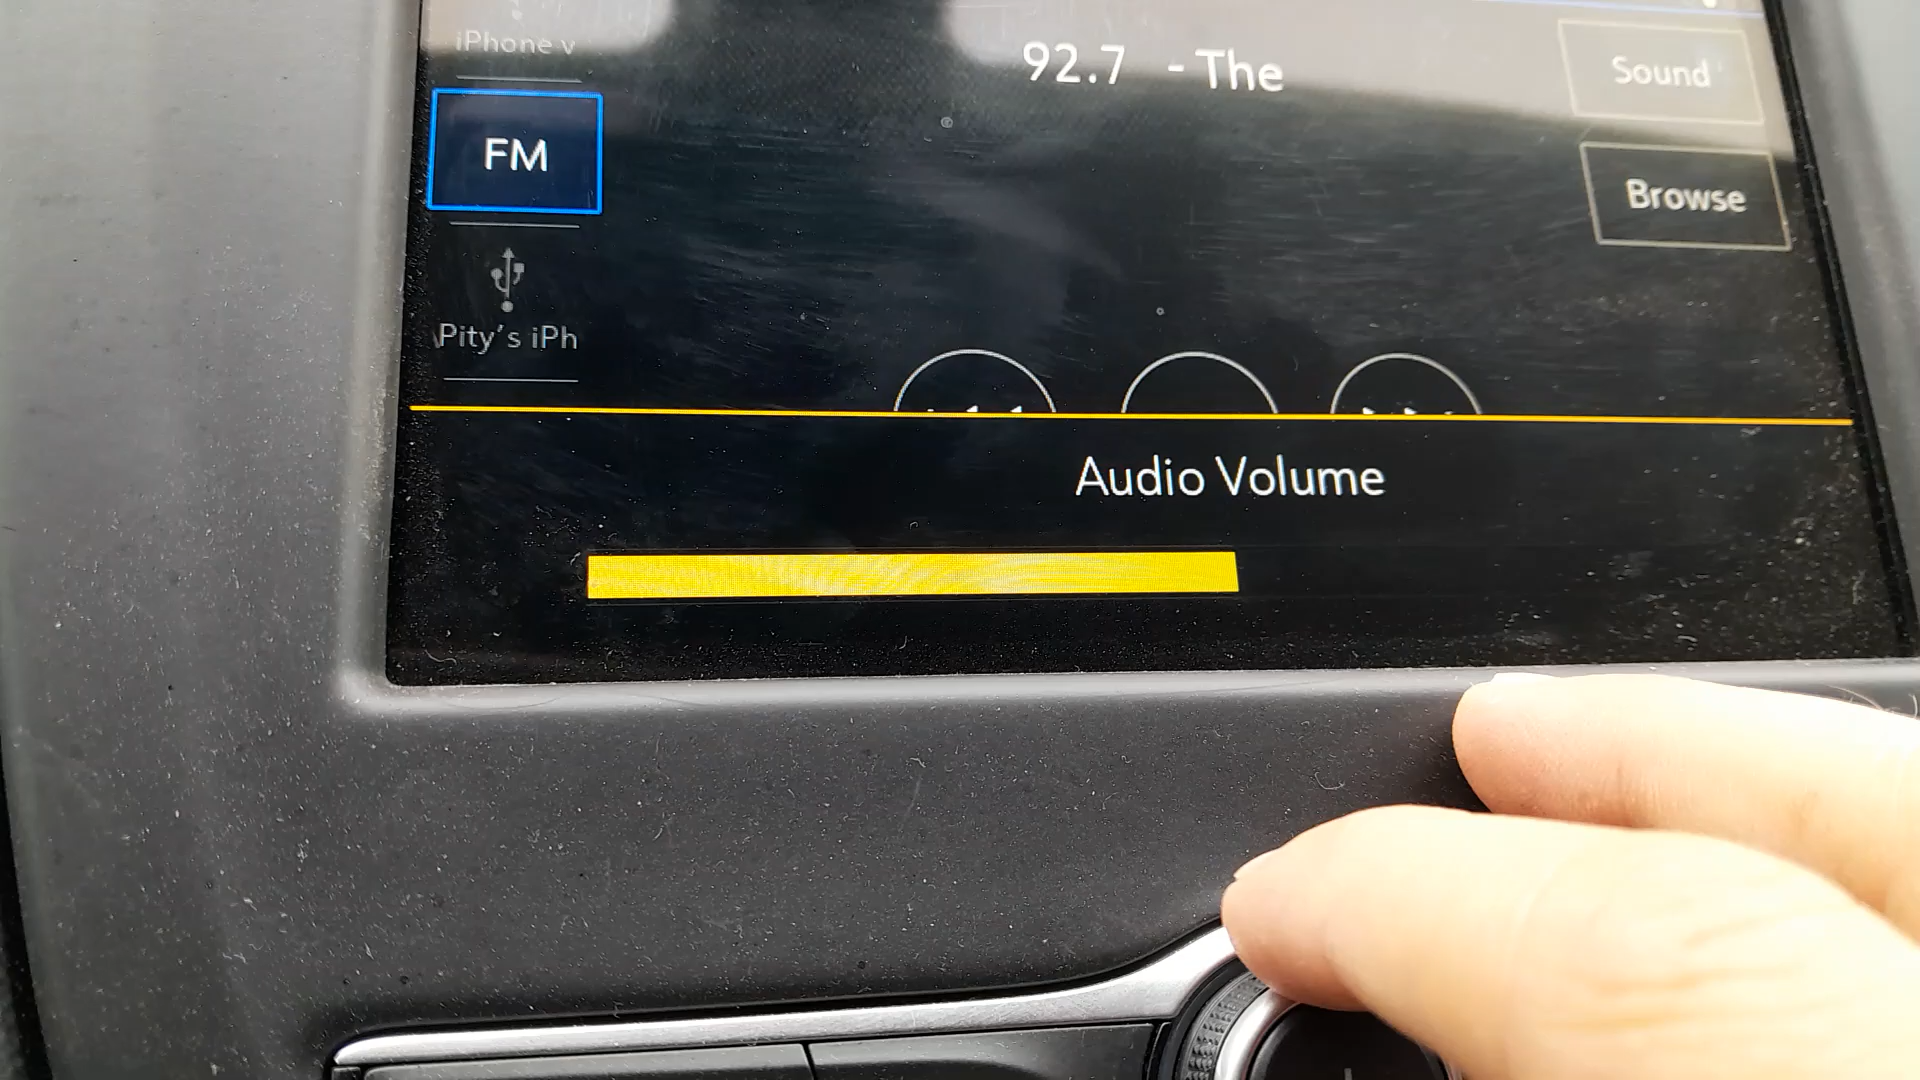 iPhone v
92.7 - The
Sound
FM
Browse
Pity's iPh
Audio Volume